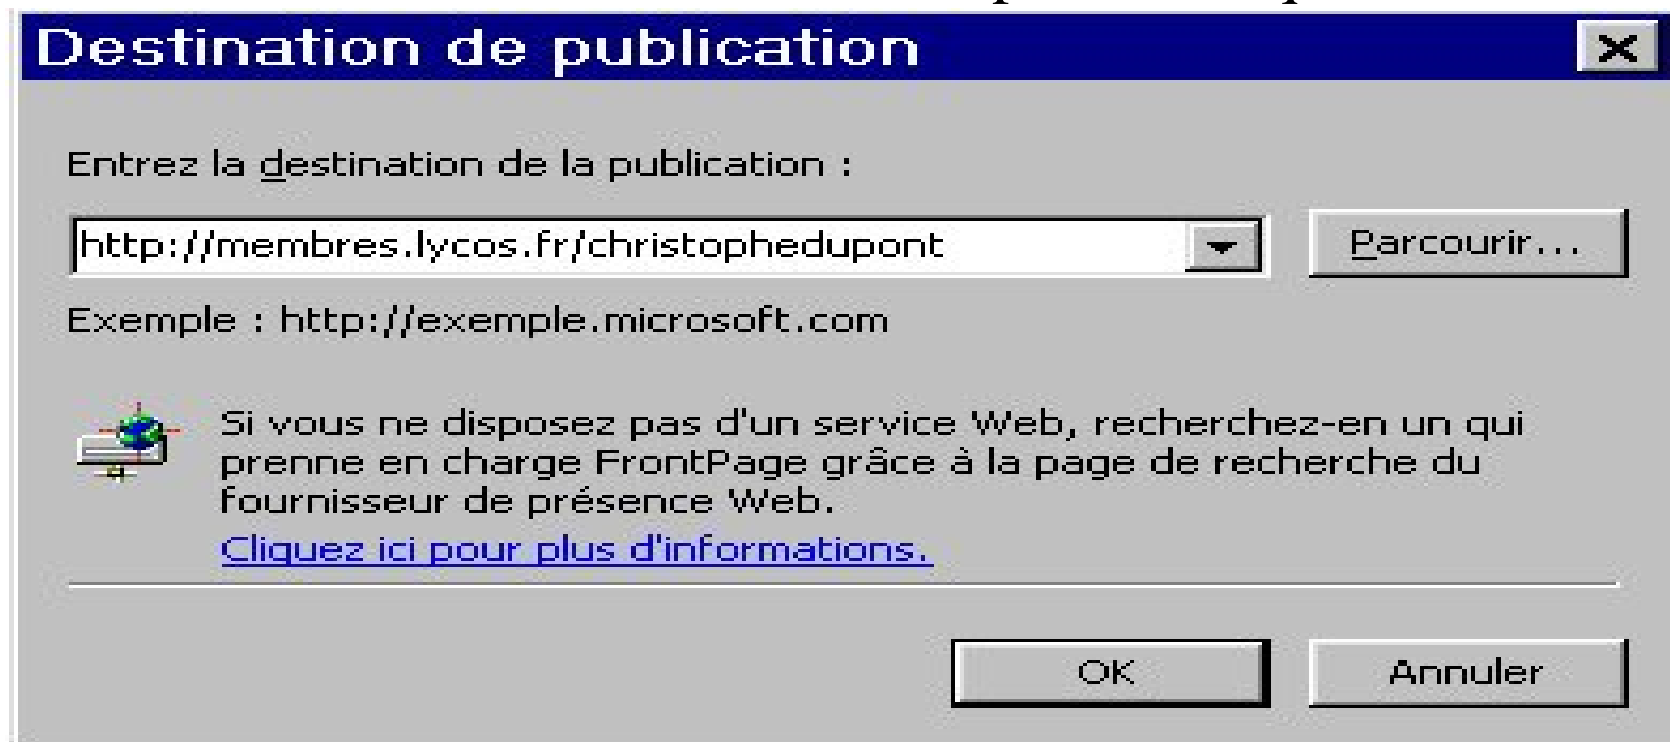 Destination de publication
Entrez la destination de la publication :
http://membres.lycos.fr/christophedupont
Parcourir...
Exemple : http://exemple.microsoft.com
Si vous ne disposez pas d'un service Web, recherchez-en un qui
prenne en charge FrontPage grâce à la page de recherche du
fournisseur de présence Web.
Cliquez ici pour plus d'informations.
OK
Annuler